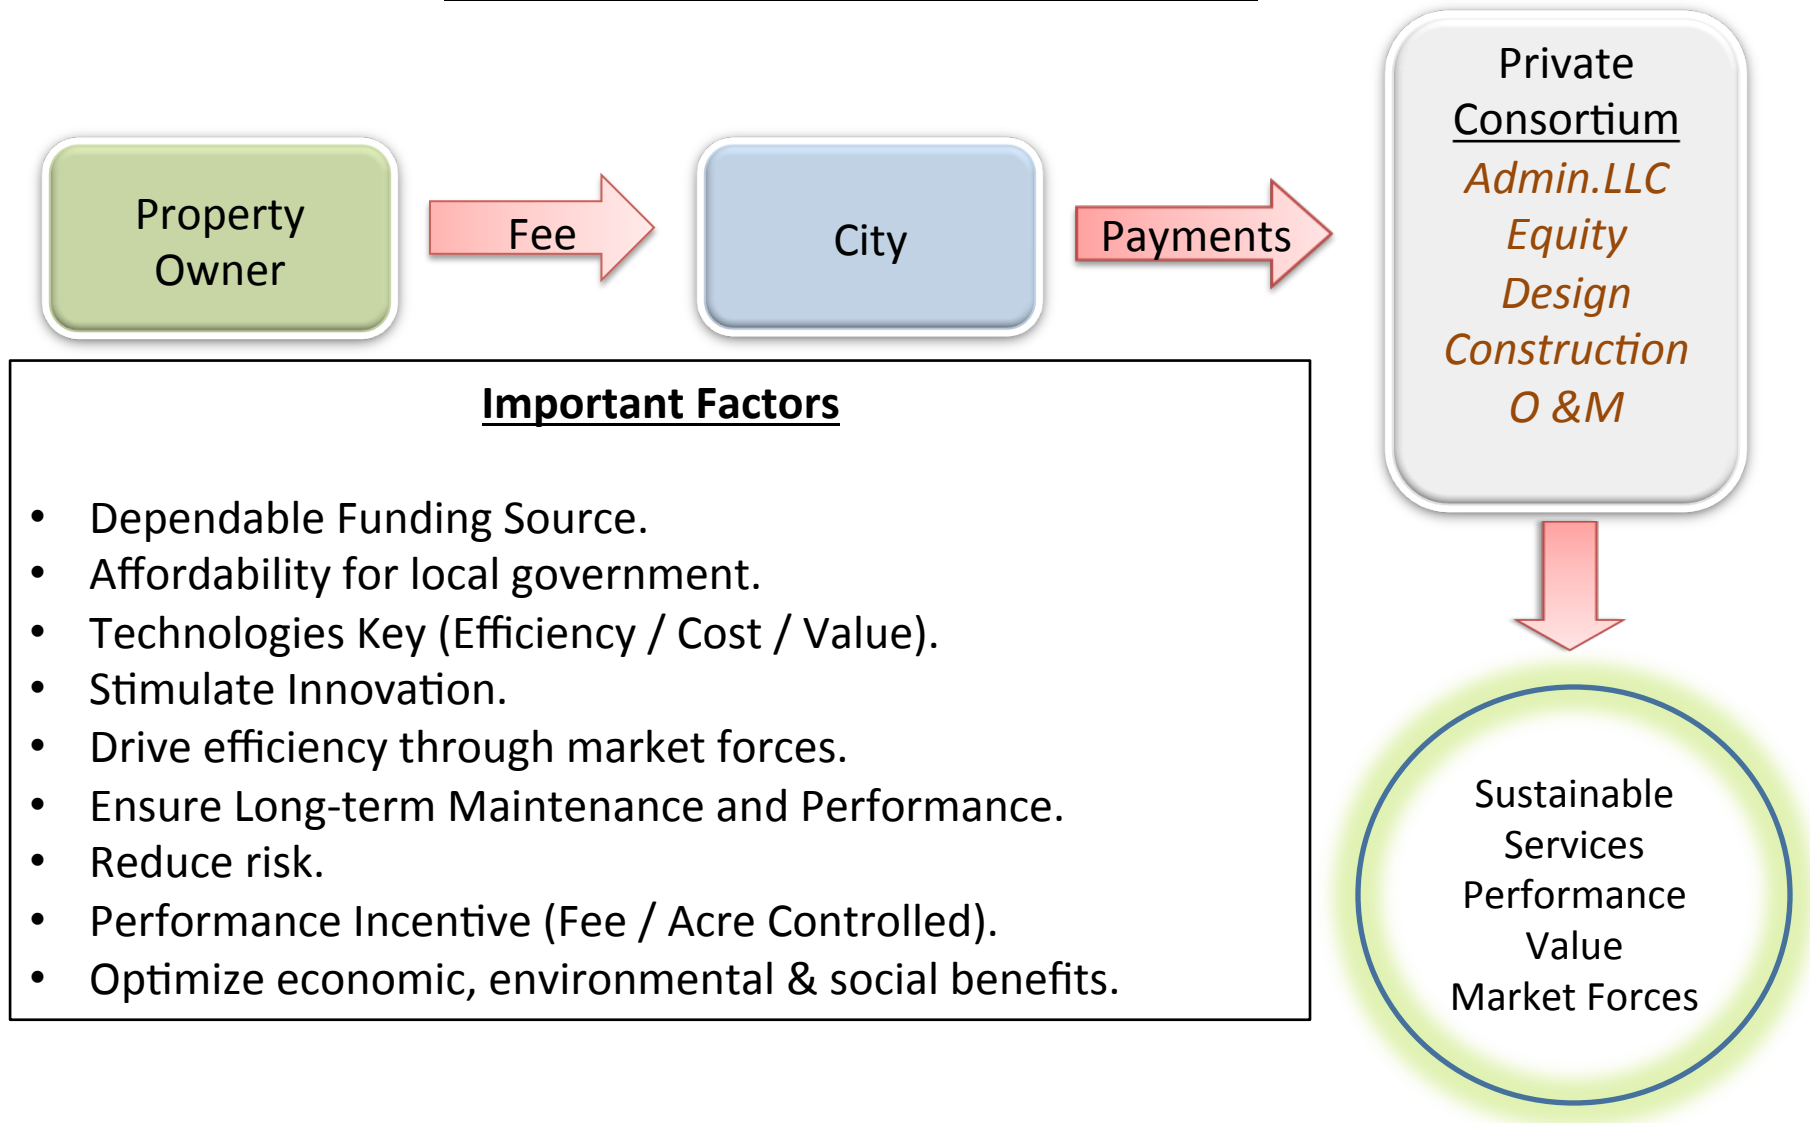 Property
Owner
Fee
City
Payments
Private
Consortium
Admin.LLC
Equity
Design
Construction
O &M
Important Factors
• Dependable Funding Source.
• Affordability for local government.
• Technologies Key (Efficiency / Cost / Value).
• Stimulate Innovation.
• Drive efficiency through market forces.
• Ensure Long-term Maintenance and Performance.
• Reduce risk.
• Performance Incentive (Fee / Acre Controlled).
• Optimize economic, environmental & social benefits.
Sustainable
Services
Performance
Value
Market Forces